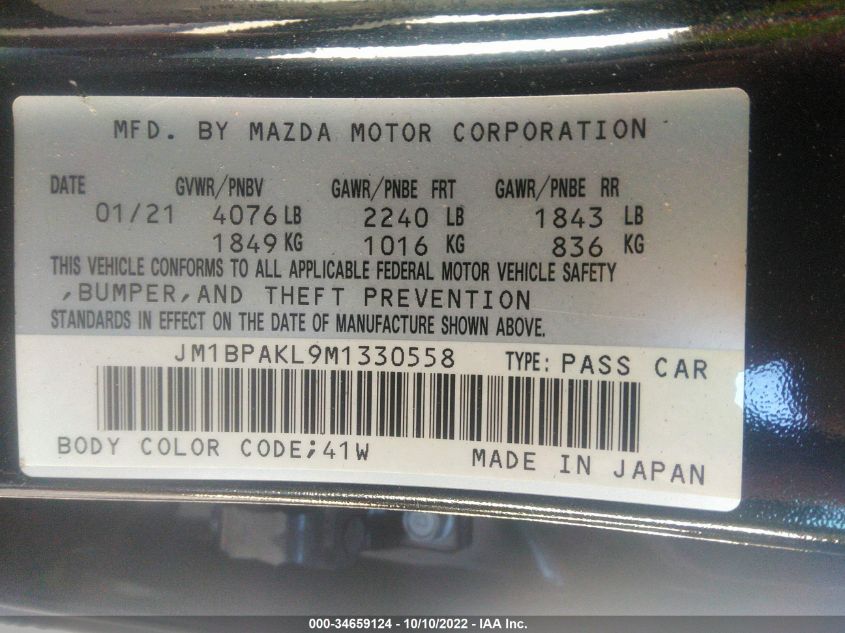 MFD. BY MAZDA MOTOR CORPORATION
DATE GVWR/PNBV GAWR/PNBE FRT GAWR/PNBE RR
01/21 4076 LB 2240 LB 1843 LB
1849 KG 1016 KG 836 KG
THIS VEHICLE CONFORMS TO ALL APPLICABLE FEDERAL MOTOR VEHICLE SAFETY
,BUMPER,AND THEFT PREVENTION
STANDARDS IN EFFECT ON THE DATE OF MANUFACTURE SHOWN ABOVE.
JM1BPAKL9M1330558 TYPE: PASS CAR
BODY COLOR CODE;41W MADE IN JAPAN
000-34659124 - 10/10/2022 - IAA Inc.